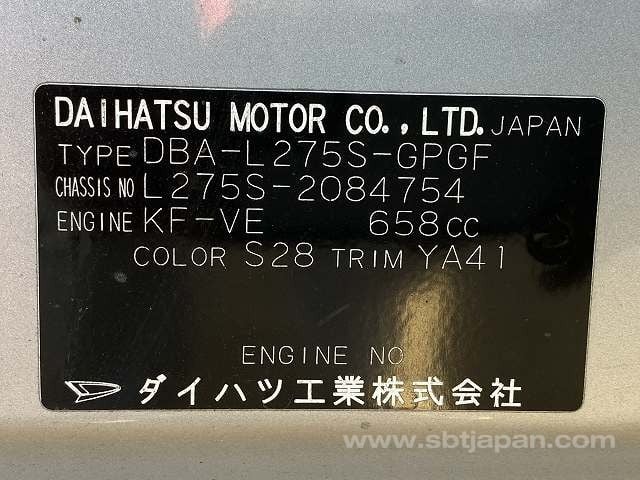 DAIHATSU MOTOR CO.,LTD. JAPAN
TYPE DBA-L275S-GPGF
CHASSIS NO L275S-2084754
ENGINE KF-VE 658CC
COLOR S28 TRIM YA41
ENGINE NO
ダイハツ工業株式会社
www.sbtjapan.com